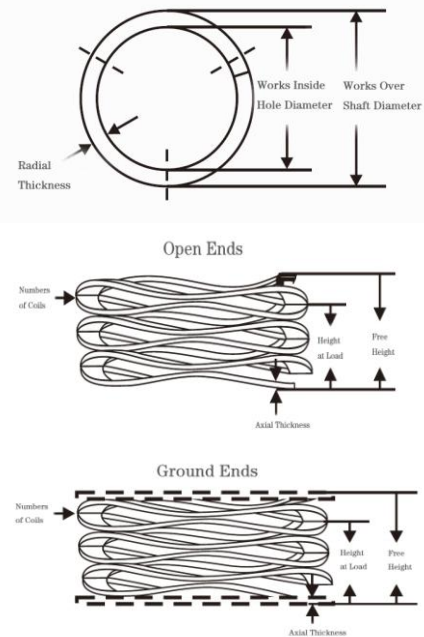 Works Inside
Hole Diameter
Works Over
Shaft Diameter
Radial
Thickness
Open Ends
Numbers
of Coils
Height
at Load
Free
Height
Axial Thickness
Ground Ends
Numbers
of Coils
Height
at Load
Free
Height
Axial Thickness